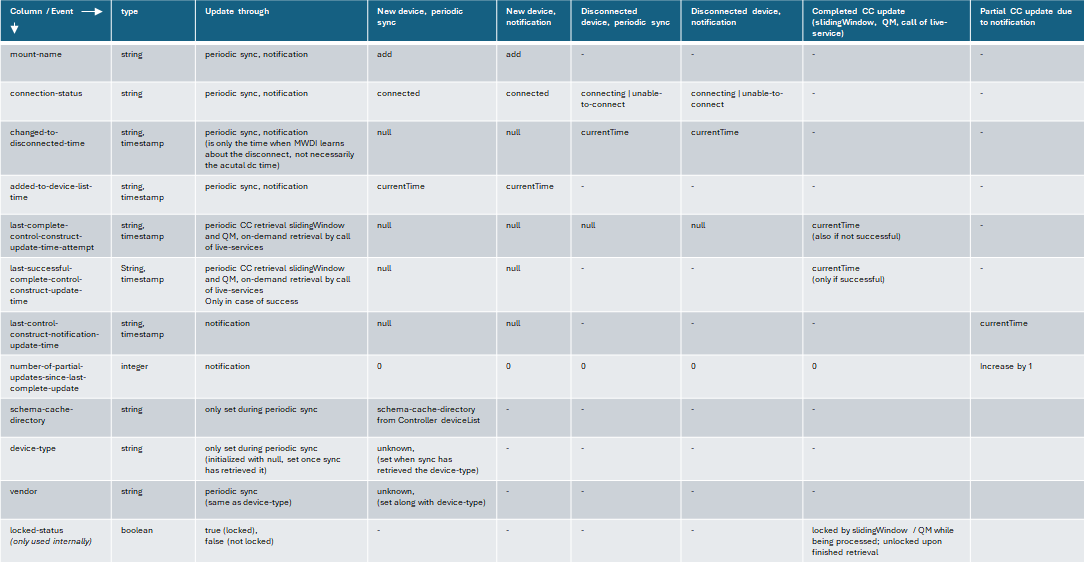 Column / Event
type
Update through
New device, periodic
sync
New device,
notification
Disconnected
device, periodic sync
Disconnected device,
notification
Completed CC update
(slidingWindow, QM, call of live-
service)
Partial CC update due
to notification
mount-name
string
periodic sync, notification
add
add
-
-
-
-
connection-status
string
periodic sync, notification
connected
connected
connecting | unable-
to-connect
connecting | unable-to-
connect
-
-
changed-to-
disconnected-time
string,
timestamp
periodic sync, notification
(is only the time when MWDI learns
about the disconnect, not necessarily
the acutal dc time)
null
null
currentTime
currentTime
-
-
added-to-device-list-
time
string,
timestamp
periodic sync, notification
currentTime
currentTime
-
-
-
-
last-complete-
control-construct-
update-time-attempt
string,
timestamp
periodic CC retrieval slidingWindow
and QM, on-demand retrieval by call
of live-services
null
null
null
null
currentTime
(also if not successful)
-
last-successful-
complete-control-
construct-update-
time
String,
timestamp
periodic CC retrieval slidingWindow
and QM, on-demand retrieval by call
of live-services
Only in case of success
null
null
-
-
currentTime
(only if successful)
-
last-control-
construct-notification-
update-time
string,
timestamp
notification
null
null
-
-
-
currentTime
number-of-partial-
updates-since-last-
complete-update
integer
notification
0
0
0
0
0
Increase by 1
schema-cache-
directory
string
only set during periodic sync
schema-cache-directory
from Controller deviceList
-
-
-
-
device-type
string
only set during periodic sync
(initialized with null, set once sync
has retrieved it)
unknown,
(set when sync has
retrieved the device-type)
-
-
-
-
vendor
string
periodic sync
(same as device-type)
unknown,
(set along with device-type)
-
-
-
-
locked-status
(only used internally)
boolean
true (locked),
false (not locked)
-
-
-
-
locked by slidingWindow / QM while
being processed; unlocked upon
finished retrieval